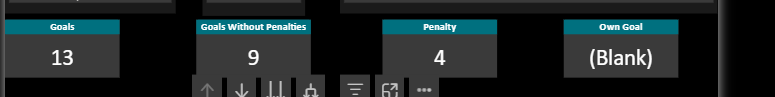 Goals
13
Goals Without Penalties
9
Penalty
4
Own Goal
(Blank)